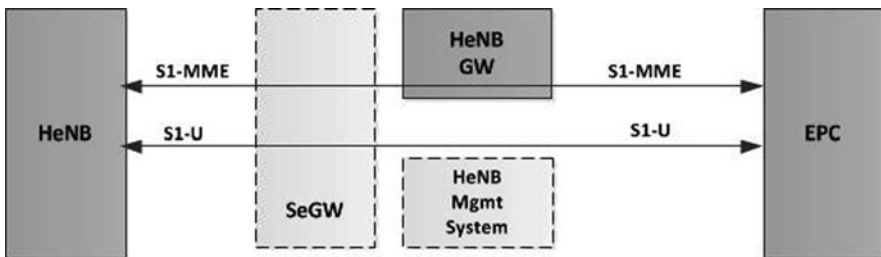 HeNB
GW
S1-MME
S1-MME
HeNB
S1-U
S1-U
EPC
SeGW
HeNB
Mgmt
System